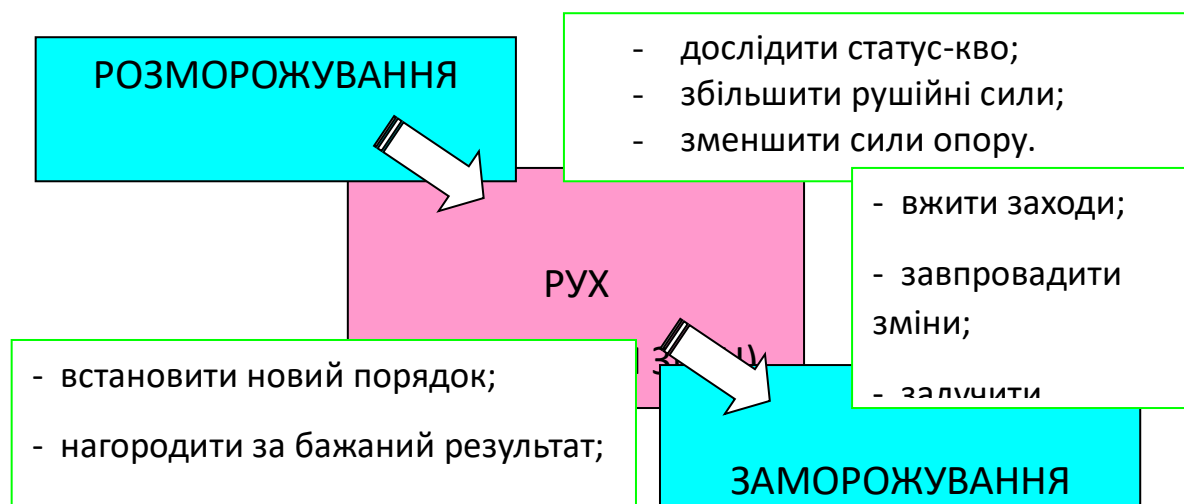 РОЗМОРОЖУВАННЯ
- дослідити статус-кво;
- збільшити рушійні сили;
- зменшити сили опору.
РУХ
- вжити заходи;
- завпровадити
зміни;
- залучити
- встановити новий порядок;
- нагородити за бажаний результат;
ЗАМОРОЖУВАННЯ